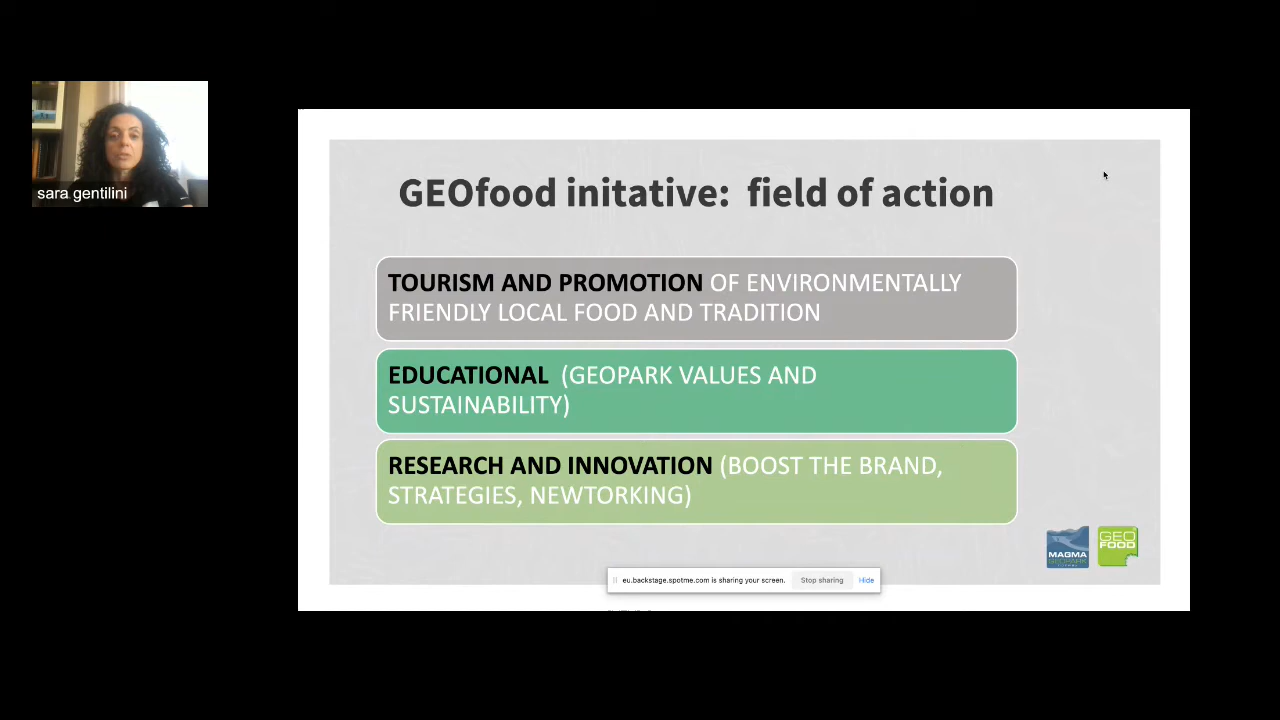 sara gentilini
GEOfood initative: field of action
TOURISM AND PROMOTION OF ENVIRONMENTALLY
FRIENDLY LOCAL FOOD AND TRADITION
EDUCATIONAL (GEOPARK VALUES AND
SUSTAINABILITY)
RESEARCH AND INNOVATION (BOOST THE BRAND,
STRATEGIES, NEWTORKING)
MAGMA
GEOPARK
GEO
FOOD
eu.backstage.spotme.com is sharing your screen.
Stop sharing
Hide